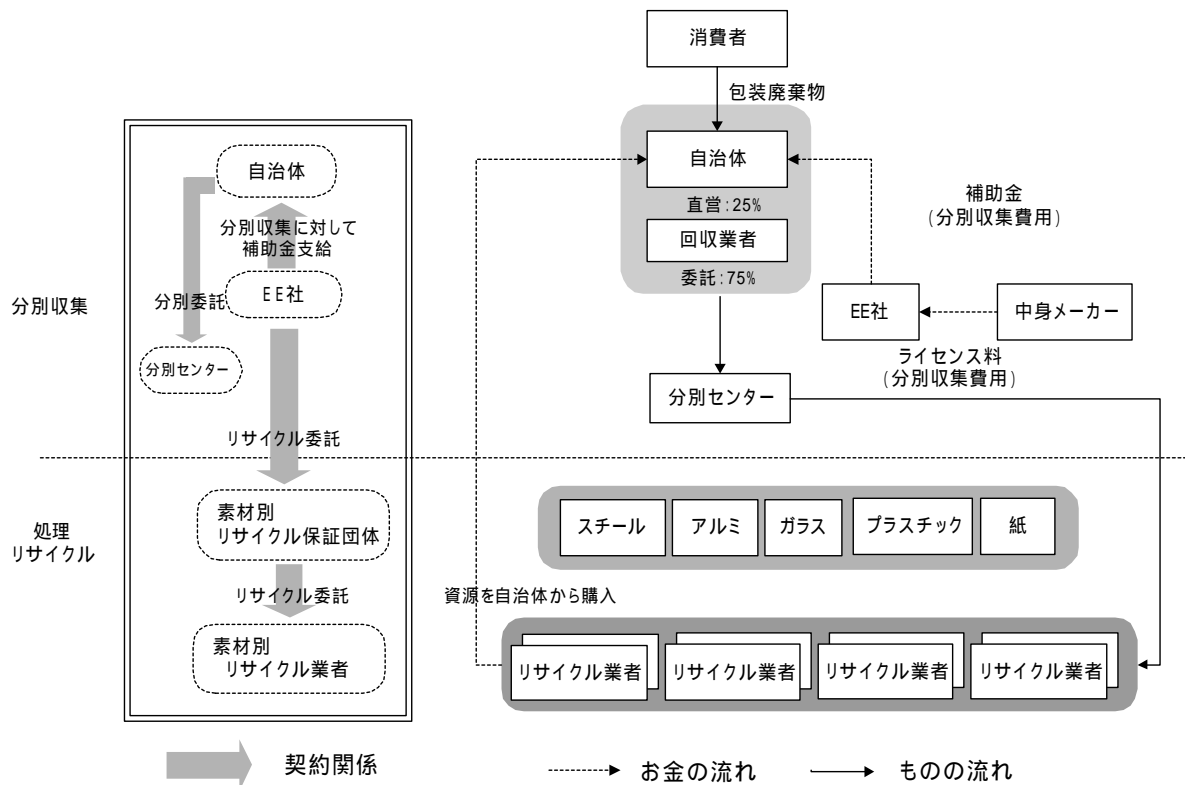 消費者
包装廃棄物
自治体
直営:25%
回収業者
委託:75%
補助金
(分別収集費用)
EE社
中身メーカー
ライセンス料
(分別収集費用)
分別センター
分別収集
自治体
分別収集に対して
補助金支給
分別委託
EE社
分別センター
リサイクル委託
処理
リサイクル
素材別
リサイクル保証団体
リサイクル委託
素材別
リサイクル業者
スチール
アルミ
ガラス
プラスチック
紙
資源を自治体から購入
リサイクル業者
リサイクル業者
リサイクル業者
リサイクル業者
契約関係
お金の流れ
ものの流れ